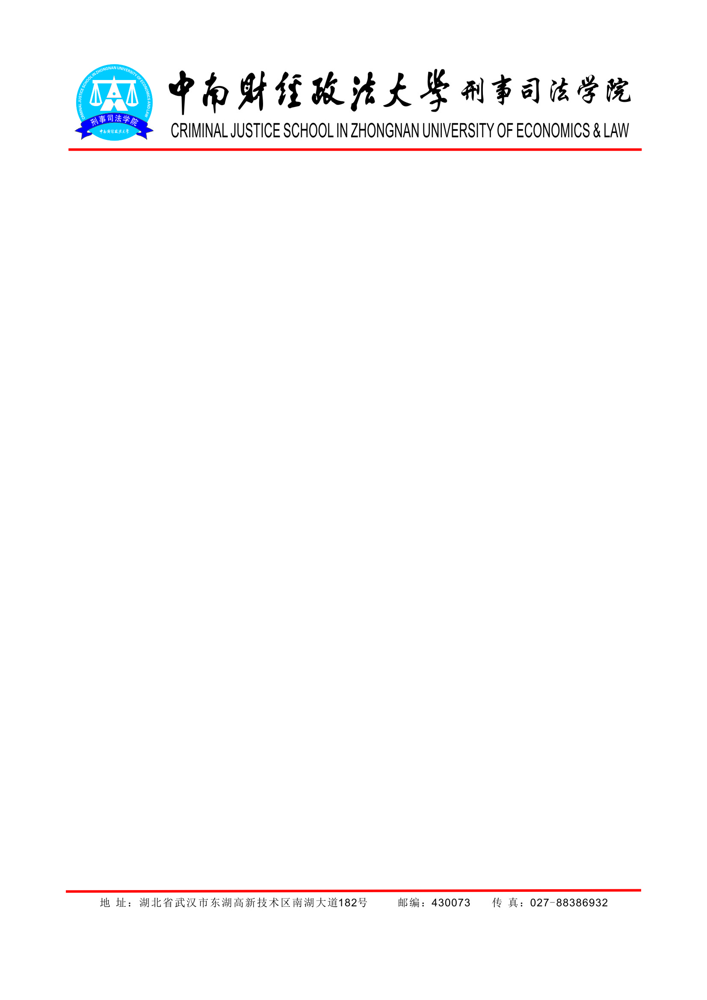 CRIMINAL JUSTICE SCHOOL IN ZHONGNAN UNIVERSITY OF ECONOMICS AND LAW
刑事司法学院
中南财经政法大学
中南财经政法大學 刑事司法学院
CRIMINAL JUSTICE SCHOOL IN ZHONGNAN UNIVERSITY OF ECONOMICS & LAW
地 址：湖北省武汉市东湖高新技术区南湖大道182号 邮编：430073 传 真：027-88386932